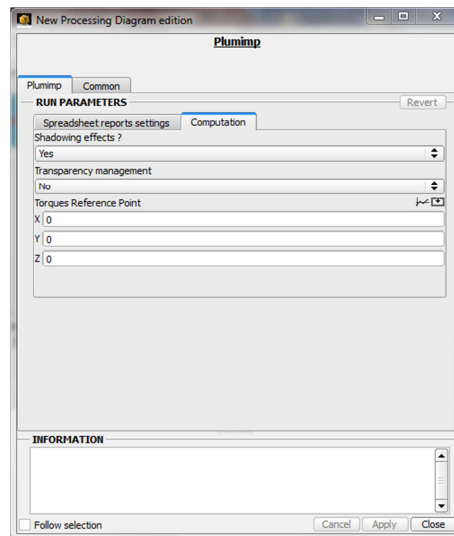 New Processing Diagram edition
Plumimp
Plumimp Common
RUN PARAMETERS Revert
Spreadsheet reports settings Computation
Shadowing effects ?
Yes
Transparency management
No
Torques Reference Point
X 0
Y 0
Z 0
INFORMATION
Follow selection Cancel Apply Close